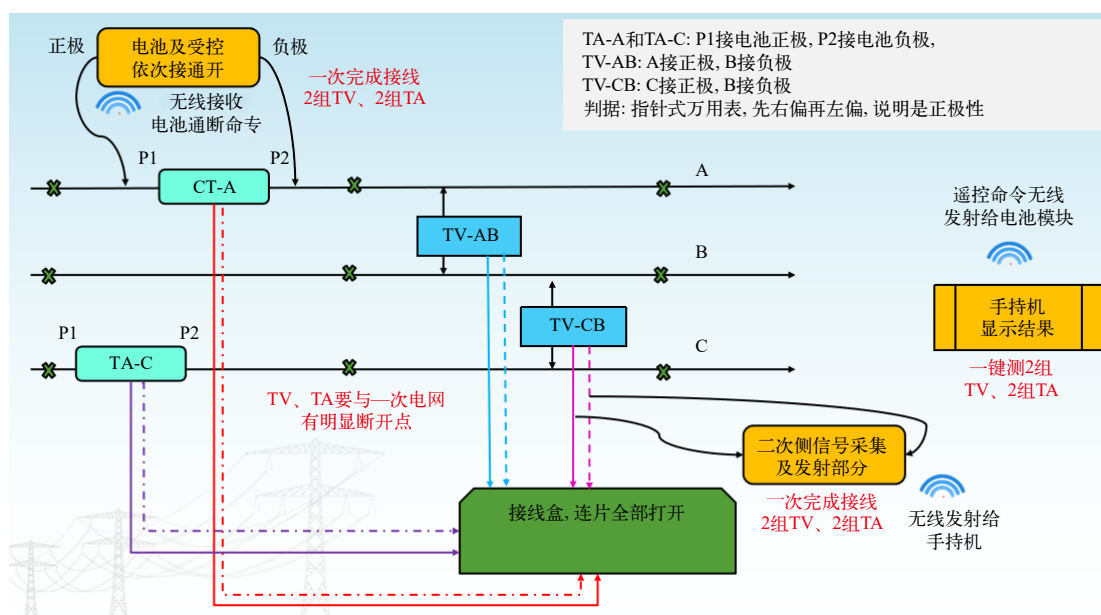 正极
电池及受控
依次接通开
负极
无线接收
电池通断命专
一次完成接线
2组TV、2组TA
TA-A和TA-C: P1接电池正极, P2接电池负极,
TV-AB: A接正极, B接负极
TV-CB: C接正极, B接负极
判据: 指针式万用表, 先右偏再左偏, 说明是正极性
P1
P2
CT-A
A
遥控命令无线
发射给电池模块
TV-AB
B
手持机
显示结果
P1
P2
TV-CB
TA-C
C
一键测2组
TV、2组TA
TV、TA要与—次电网
有明显断开点
二次侧信号采集
及发射部分
接线盒, 连片全部打开
一次完成接线
2组TV、2组TA
无线发射给
手持机